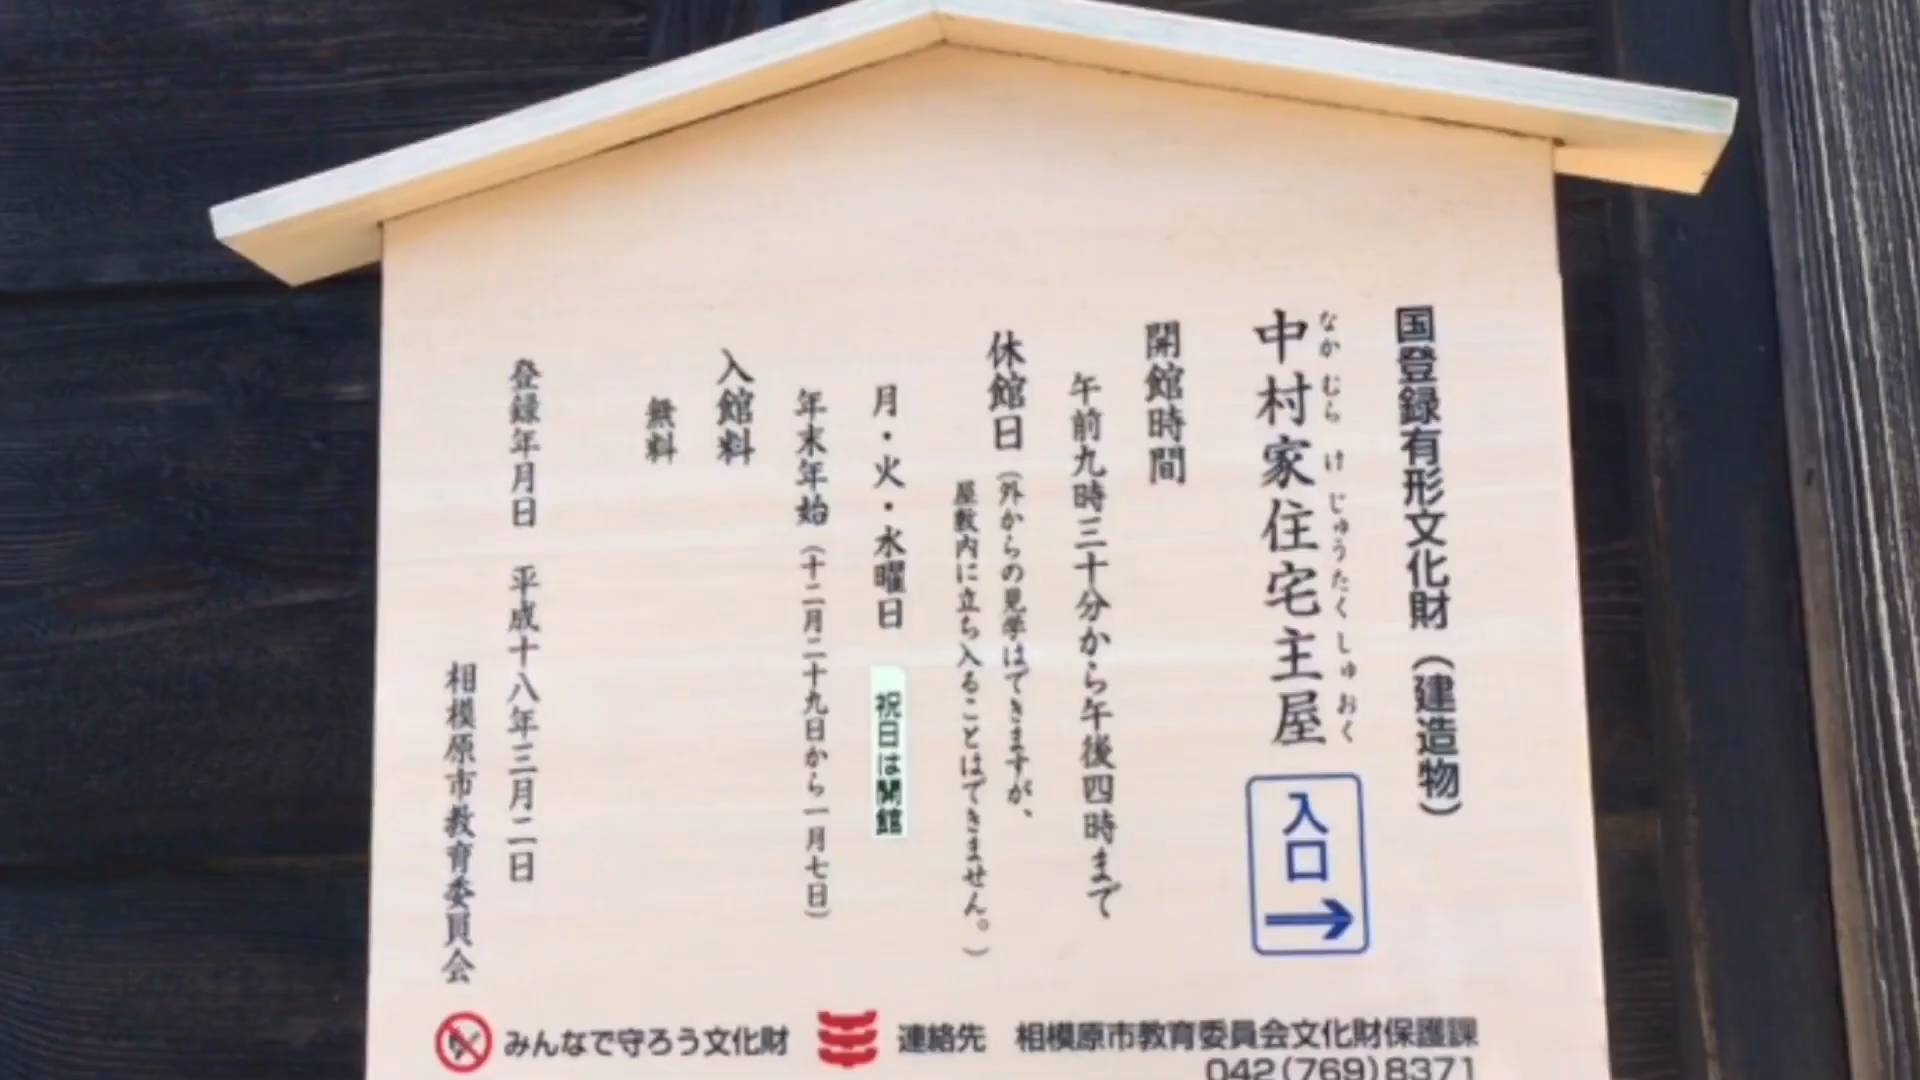 国登録有形文化財（建造物）
なかむらけじゅうたくしゅおく
中村家住宅主屋
入口
開館時間
午前九時三十分から午後四時まで
休館日（外からの見学はできますが、
屋敷内に立ち入ることはできません。）
月・火・水曜日 祝日は開館
年末年始（十二月二十九日から一月七日）
入館料
無料
登録年月日 平成十八年三月二日
相模原市教育委員会
みんなで守ろう文化財 連絡先 相模原市教育委員会文化財保護課
042(769)8371